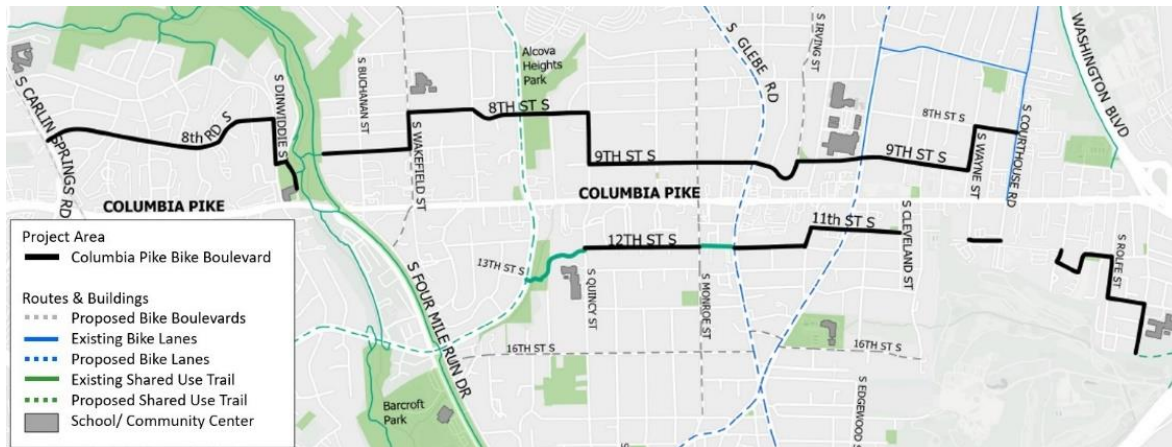 S IRVING ST
WASHINGTON BLVD
S GLEBE RD
Alcova
Heights
Park
S BUCHANAN ST
S CARLIN SPRINGS RD
S DINWIDDIE ST
8th RD S
S WAKEFIELD ST
8TH ST S
8TH ST S
S WAYNE ST
S COURTHOUSE RD
9TH ST S
9TH ST S
COLUMBIA PIKE
COLUMBIA PIKE
S CLEVELAND ST
11th ST S
12TH ST S
13TH ST S
S QUINCY ST
S MONROE ST
S ROLFE ST
S FOUR MILE RUN DR
16TH ST S
16TH ST S
S EDGEWOOD S
Barcroft
Park
Project Area
Columbia Pike Bike Boulevard
Routes & Buildings
Proposed Bike Boulevards
Existing Bike Lanes
Proposed Bike Lanes
Existing Shared Use Trail
Proposed Shared Use Trail
School/ Community Center